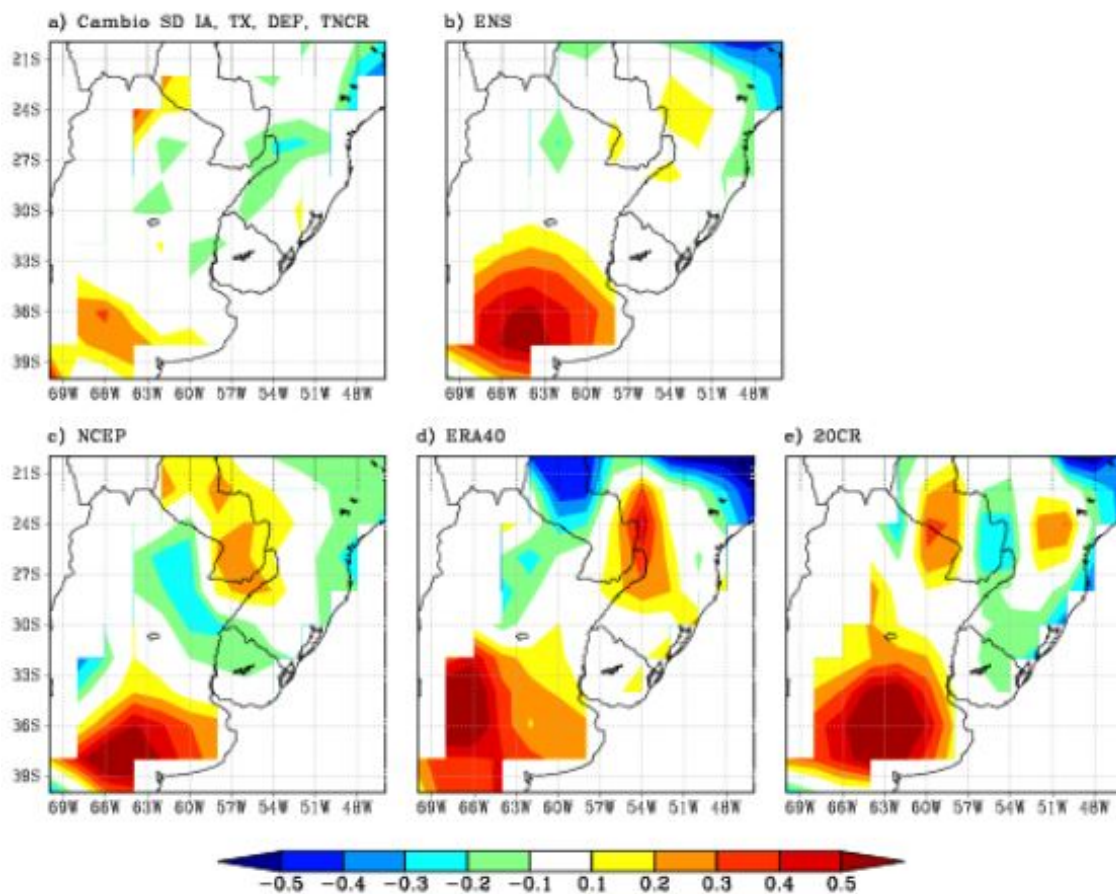 a) Cambio SD IA, TX, DEP, TNCR
b) ENS
21S
24S
27S
30S
33S
36S
39S
69W 66W 63W 60W 57W 54W 51W 48W
69W 66W 63W 60W 57W 54W 51W 48W
c) NCEP
d) ERA40
e) 20CR
21S
24S
27S
30S
33S
36S
39S
69W 66W 63W 60W 57W 54W 51W 48W
69W 66W 63W 60W 57W 54W 51W 48W
69W 66W 63W 60W 57W 54W 51W 48W
-0.5 -0.4 -0.3 -0.2 -0.1 0.1 0.2 0.3 0.4 0.5